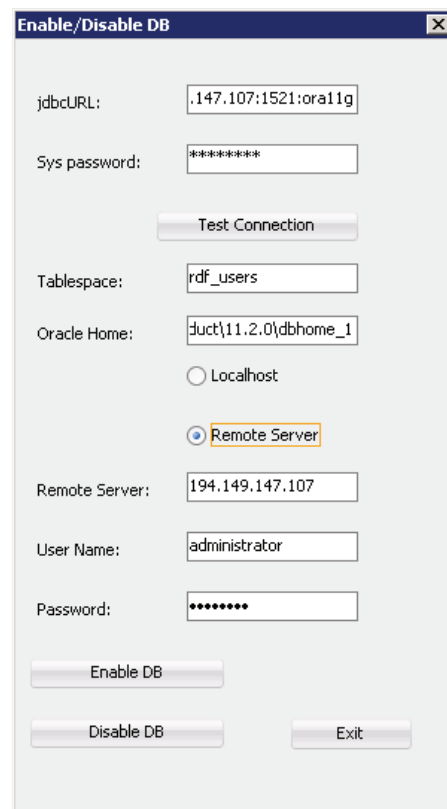 Enable/Disable DB
jdbcURL: .147.107:1521:ora11g
Sys password: ********
Test Connection
Tablespace: rdf_users
Oracle Home: duct\11.2.0\dbhome_1
Localhost
Remote Server
Remote Server: 194.149.147.107
User Name: administrator
Password: ••••••••
Enable DB
Disable DB Exit